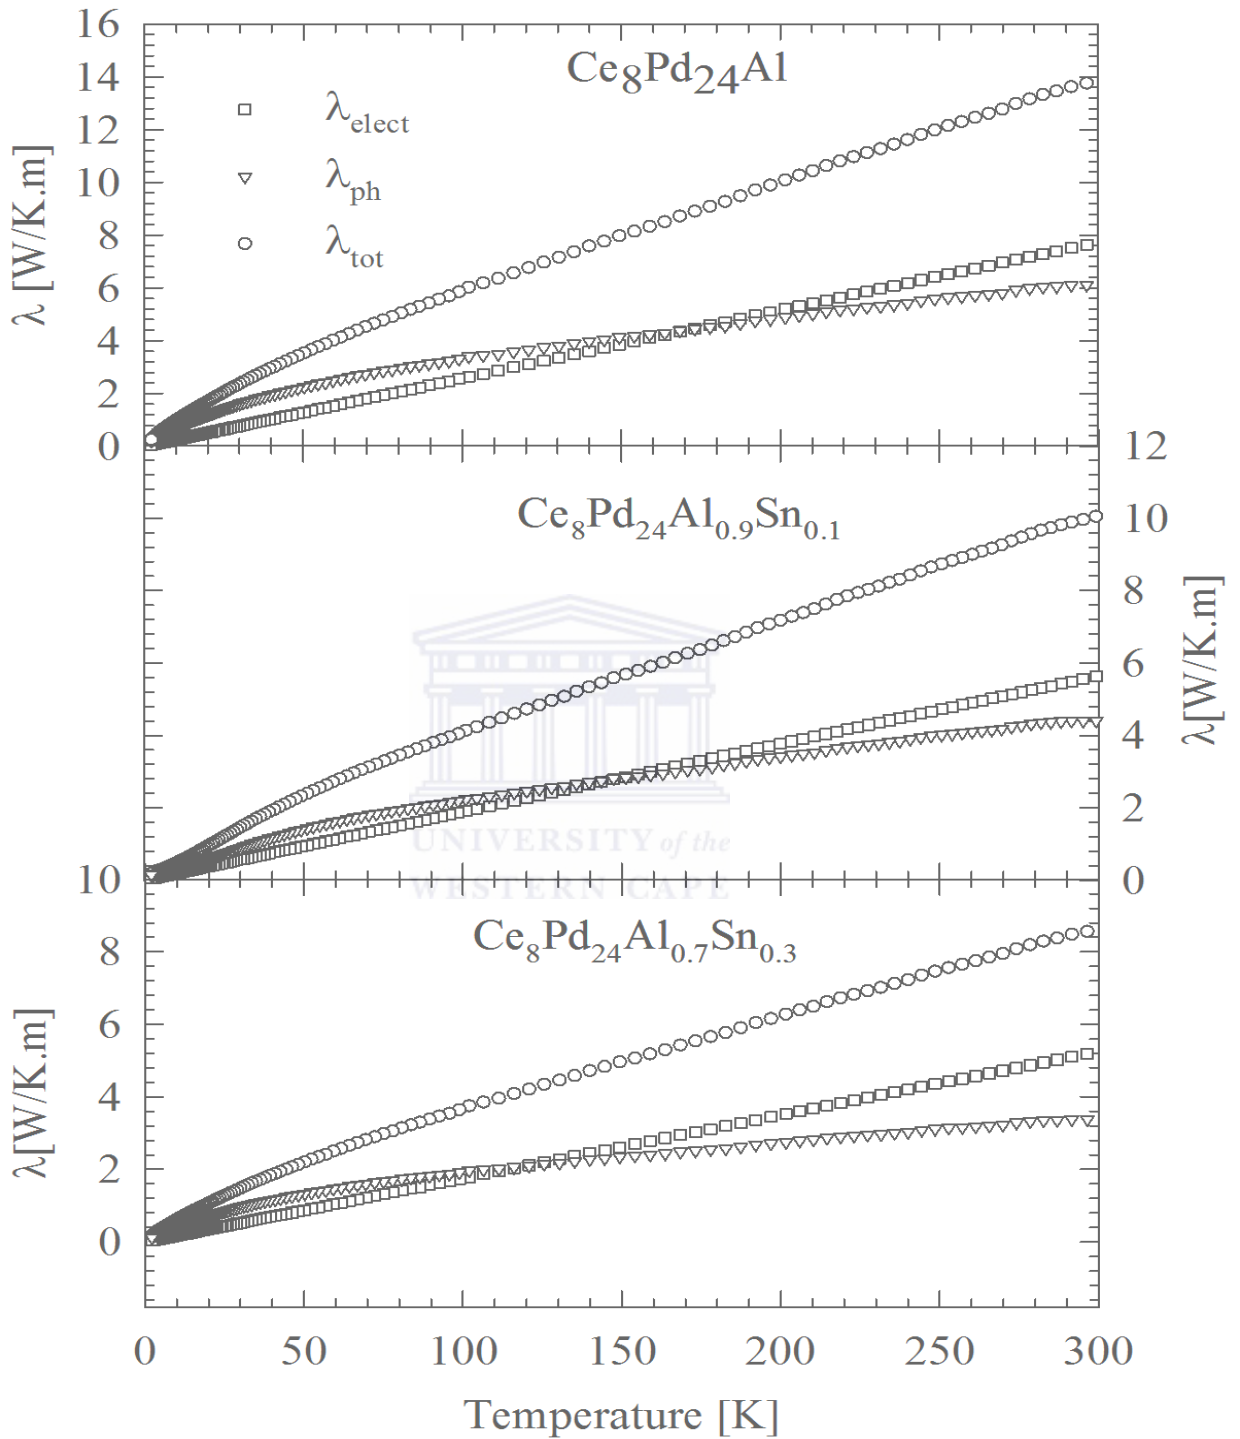 16
14
12
10
8
6
4
2
0
λ [W/K.m]
Ce₈Pd₂₄Al
λelect
λph
λtot
12
10
8
6
4
2
0
λ[W/K.m]
Ce₈Pd₂₄Al₀.₉Sn₀.₁
UNIVERSITY of the
WESTERN CAPE
10
8
6
4
2
0
λ[W/K.m]
Ce₈Pd₂₄Al₀.₇Sn₀.₃
0 50 100 150 200 250 300
Temperature [K]